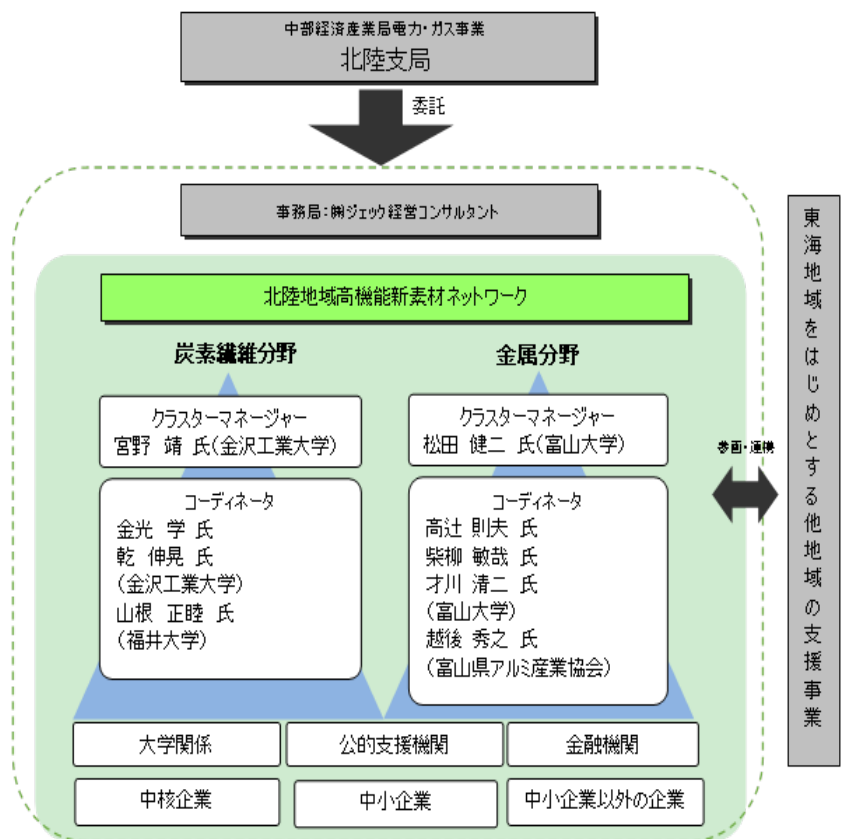 中部経済産業局電力・ガス事業
北陸支局
委託
事務局：㈱ジェック経営コンサルタント
北陸地域高機能新素材ネットワーク
炭素繊維分野
金属分野
クラスターマネージャー
宮野 靖 氏(金沢工業大学)
クラスターマネージャー
松田 健二 氏(富山大学)
コーディネータ
金光 学 氏
乾 伸晃 氏
(金沢工業大学)
山根 正睦 氏
(福井大学)
コーディネータ
高辻 則夫 氏
柴柳 敏哉 氏
才川 清二 氏
(富山大学)
越後 秀之 氏
(富山県アルミ産業協会)
参画・連携
東海地域をはじめとする他地域の支援事業
大学関係
公的支援機関
金融機関
中核企業
中小企業
中小企業以外の企業